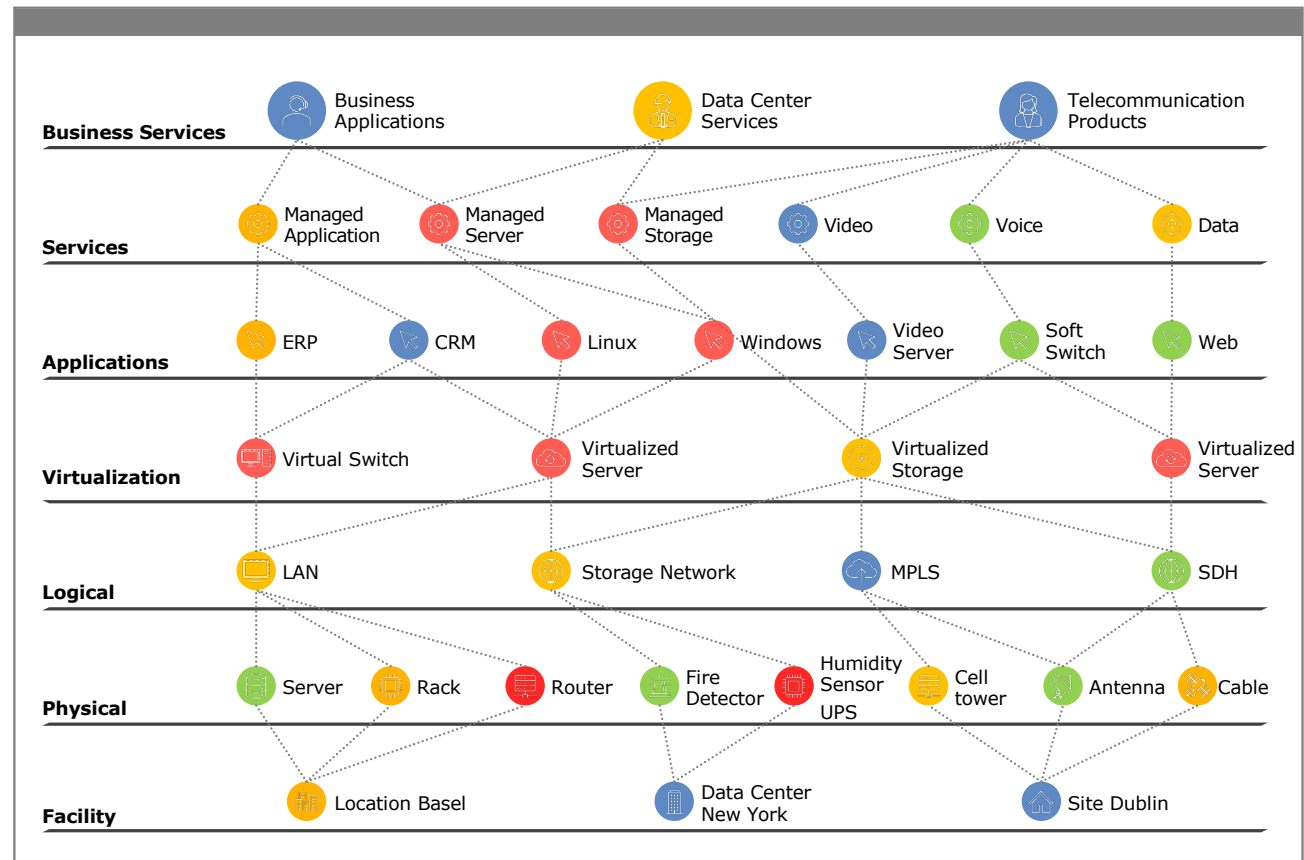 Business Services
Business
Applications
Data Center
Services
Telecommunication
Products
Services
Managed
Application
Managed
Server
Managed
Storage
Video
Voice
Data
Applications
ERP
CRM
Linux
Windows
Video
Server
Soft
Switch
Web
Virtualization
Virtual Switch
Virtualized
Server
Virtualized
Storage
Virtualized
Server
Logical
LAN
Storage Network
MPLS
SDH
Physical
Server
Rack
Router
Fire
Detector
Humidity
Sensor
UPS
Cell
tower
Antenna
Cable
Facility
Location Basel
Data Center
New York
Site Dublin